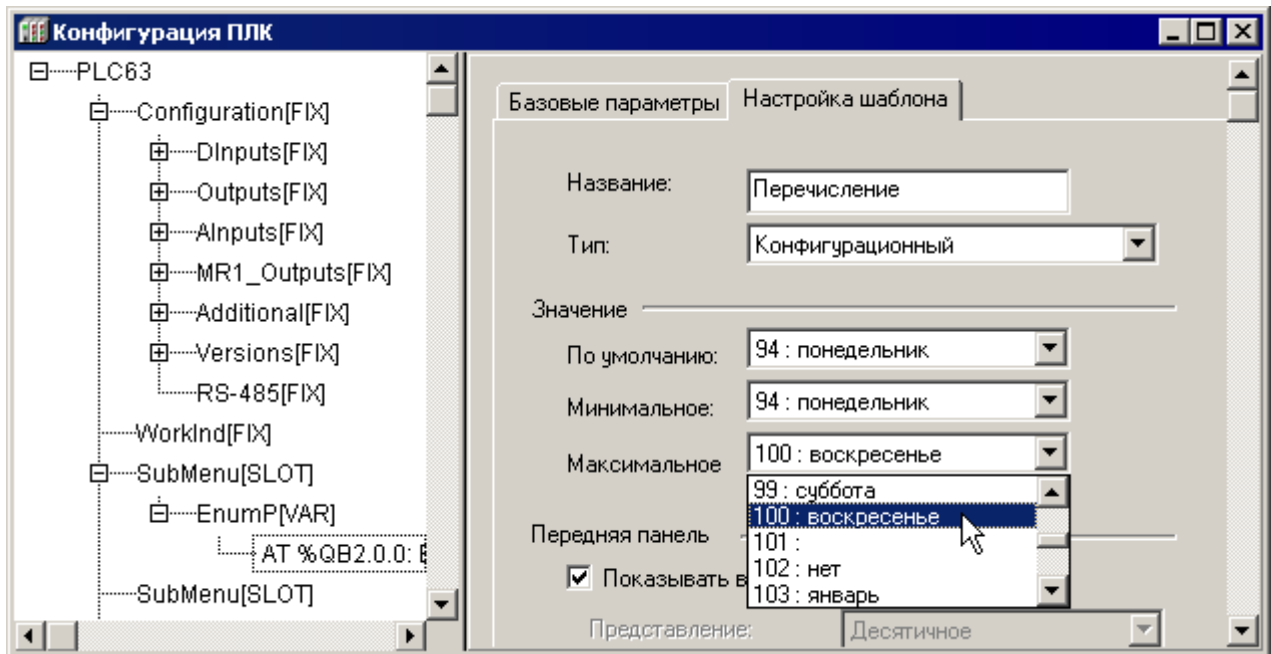 Конфигурация ПЛК
PLC63
Configuration[FIX]
DInputs[FIX]
Outputs[FIX]
AInputs[FIX]
MR1_Outputs[FIX]
Additional[FIX]
Versions[FIX]
RS-485[FIX]
WorkInd[FIX]
SubMenu[SLOT]
EnumP[VAR]
AT %QB2.0.0:
SubMenu[SLOT]
Базовые параметры
Настройка шаблона
Название:
Перечисление
Тип:
Конфигурационный
Значение
По умолчанию:
94 : понедельник
Минимальное:
94 : понедельник
Максимальное
100 : воскресенье
99 : суббота
100 : воскресенье
101 :
102 : нет
103 : январь
Передняя панель
Показывать в
Представление:
Десятичное